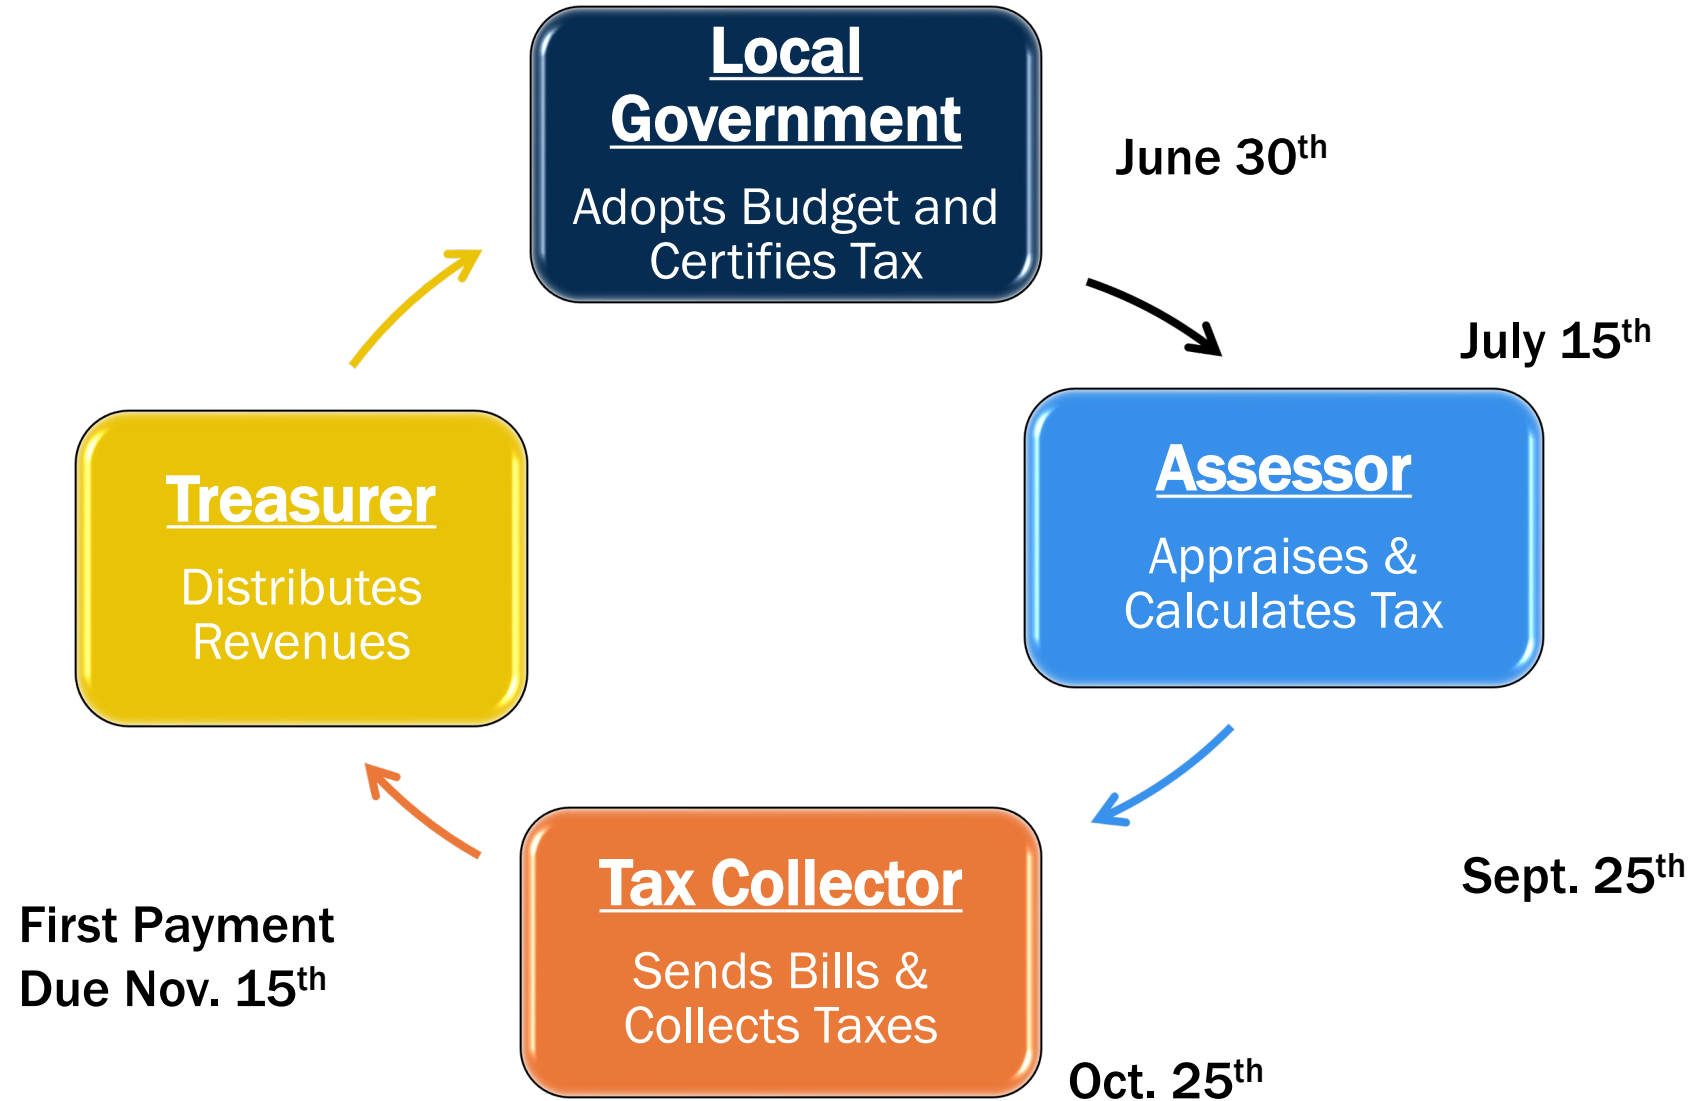 Local
Government
Adopts Budget and
Certifies Tax
June 30th
July 15th
Assessor
Appraises &
Calculates Tax
Sept. 25th
Tax Collector
Sends Bills &
Collects Taxes
Oct. 25th
First Payment
Due Nov. 15th
Treasurer
Distributes
Revenues